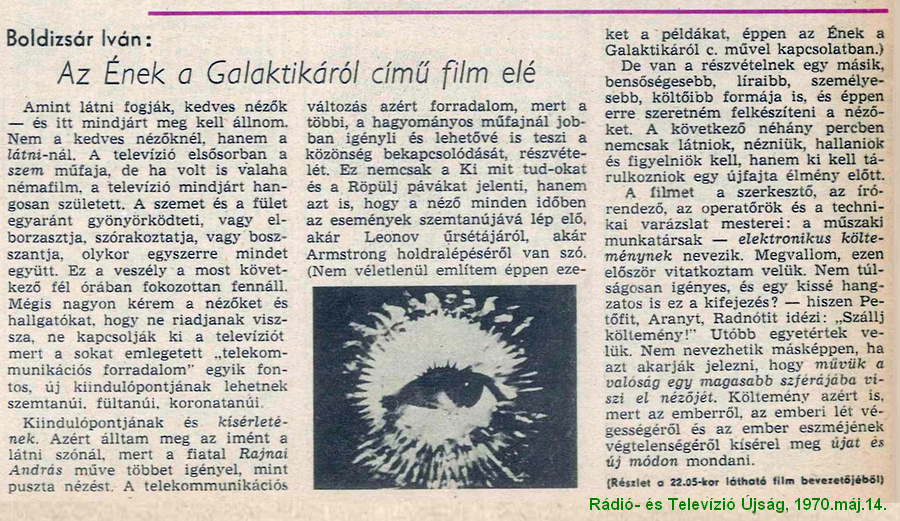 Boldizsár Iván:
Az Ének a Galaktikáról című film elé
Amint látni fogják, kedves nézők
— és itt mindjárt meg kell állnom.
Nem a kedves nézőknél, hanem a
látni-nál. A televízió elsősorban a
szem műfaja, de ha volt is valaha
némafilm, a televízió mindjárt han-
gosan született. A szemet és a fület
egyaránt gyönyörködteti, vagy el-
borzasztja, szórakoztatja, vagy bosz-
szantja, olykor egyszerre mindet
együtt. Ez a veszély a most követ-
kező fél órában fokozottan fennáll.
Mégis nagyon kérem a nézőket és
hallgatókat, hogy ne riadjanak visz-
sza, ne kapcsolják ki a televíziót
mert a sokat emlegetett „telekom-
munikációs forradalom" egyik fon-
tos, új kiindulópontjának lehetnek
szemtanúi, fültanúi, koronatanúi.
Kiindulópontjának és kísérleté-
nek. Azért álltam meg az imént a
látni szónál, mert a fiatal Rajnai
András műve többet igényel, mint
puszta nézést. A telekommunikációs
változás azért forradalom, mert a
többi, a hagyományos műfajnál job-
ban igényli és lehetővé is teszi a
közönség bekapcsolódását, részvéte-
lét. Ez nemcsak a Ki mit tud-okat
és a Röpülj pávákat jelenti, hanem
azt is, hogy a néző minden időben
az események szemtanújává lép elő,
akár Leonov űrsétájáról, akár
Armstrong holdralépéséről van szó.
(Nem véletlenül említem éppen eze-
ket a példákat, éppen az Ének a
Galaktikáról c. művel kapcsolatban.)
De van a részvételnek egy másik,
bensőségesebb, líraibb, személye-
sebb, költőibb formája is, és éppen
erre szeretném felkészíteni a néző-
ket. A következő néhány percben
nemcsak látniok, nézniük, hallaniok
és figyelniök kell, hanem ki kell tá-
rulkozniok egy újfajta élmény előtt.
A filmet a szerkesztő, az író-
rendező, az operatőrök és a techni-
kai varázslat mesterei: a műszaki
munkatársak — elektronikus költe-
ménynek nevezik. Megvallom, ezen
először vitatkoztam velük. Nem túl-
ságosan igényes, és egy kissé hang-
zatos is ez a kifejezés? — hiszen Pe-
tőfit, Aranyt, Radnótit idézi: „Szállj
költemény!" Utóbb egyetértek ve-
lük. Nem nevezhetik másképpen, ha
azt akarják jelezni, hogy művük a
valóság egy magasabb szférájába vi-
szi el nézőjét. Költemény azért is,
mert az emberről, az emberi lét vé-
gességéről és az ember eszméjének
végtelenségéről kísérel meg újat és
új módon mondani.
(Részlet a 22.05-kor látható film bevezetőjéből)
Rádió- és Televízió Újság, 1970.máj.14.